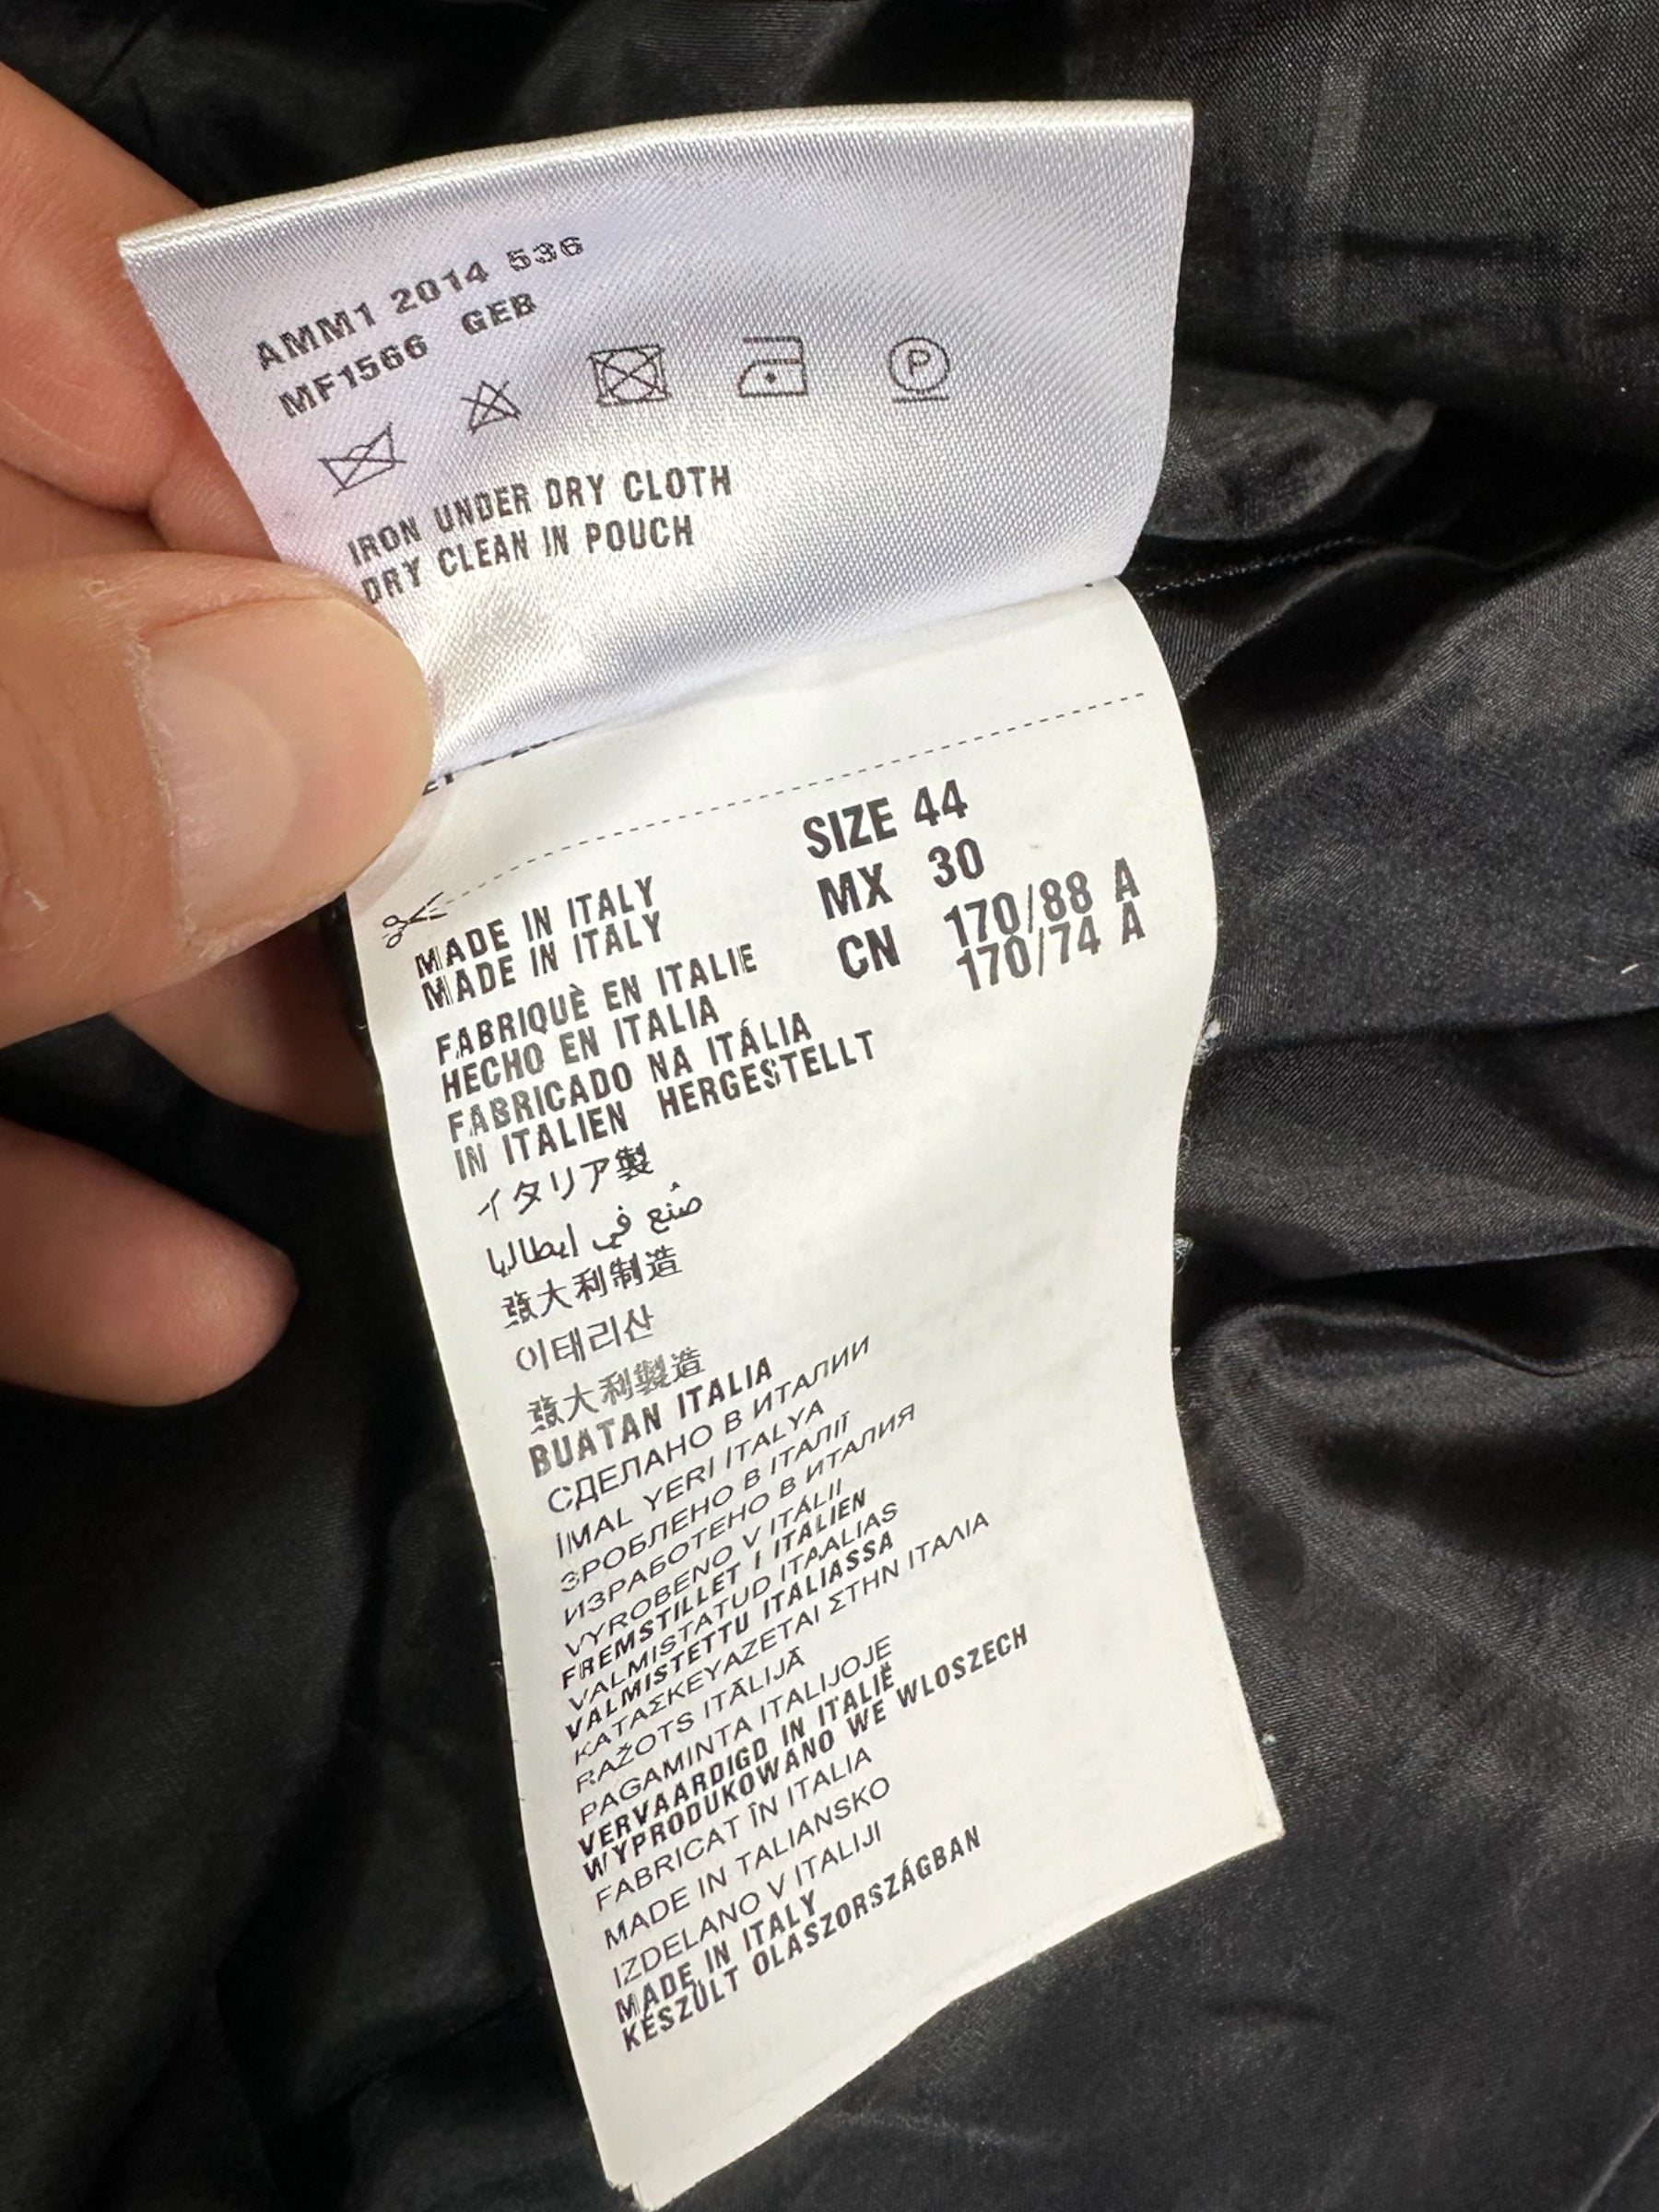 AMM1 2014 536
MF1566 GEB
P
IRON UNDER DRY CLOTH
DRY CLEAN IN POUCH
SIZE 44
MX 30
CN 170/88 A
170/74 A
MADE IN ITALY
MADE IN ITALY
FABRIQUÈ EN ITALIE
HECHO EN ITALIA
FABRICADO NA ITÁLIA
IN ITALIEN HERGESTELLT
イタリア製
صُنع في إيطاليا
意大利制造
이태리산
意大利製造
BUATAN ITALIA
СДЕЛАНО В ИТАЛИИ
İMAL YERI ITALYA
ЗРОБЛЕНО В ІТАЛІЇ
ИЗРАБОТЕНО В ИТАЛИЯ
VYROBENO V ITÁLII
FREMSTILLET I ITALIEN
VALMISTATUD ITAALIAS
VALMISTETTU ITALIASSA
ΚΑΤΑΣΚΕΥΑΖΕΤΑΙ ΣΤΗΝ ΙΤΑΛΙΑ
RAŽOTS ITĀLIJĀ
PAGAMINTA ITALIJOJE
VERVAARDIGD IN ITALIË
WYPRODUKOWANO WE WLOSZECH
FABRICAT ÎN ITALIA
MADE IN TALIANSKO
IZDELANO V ITALIJI
MADE IN ITALY
KÉSZÜLT OLASZORSZÁGBAN